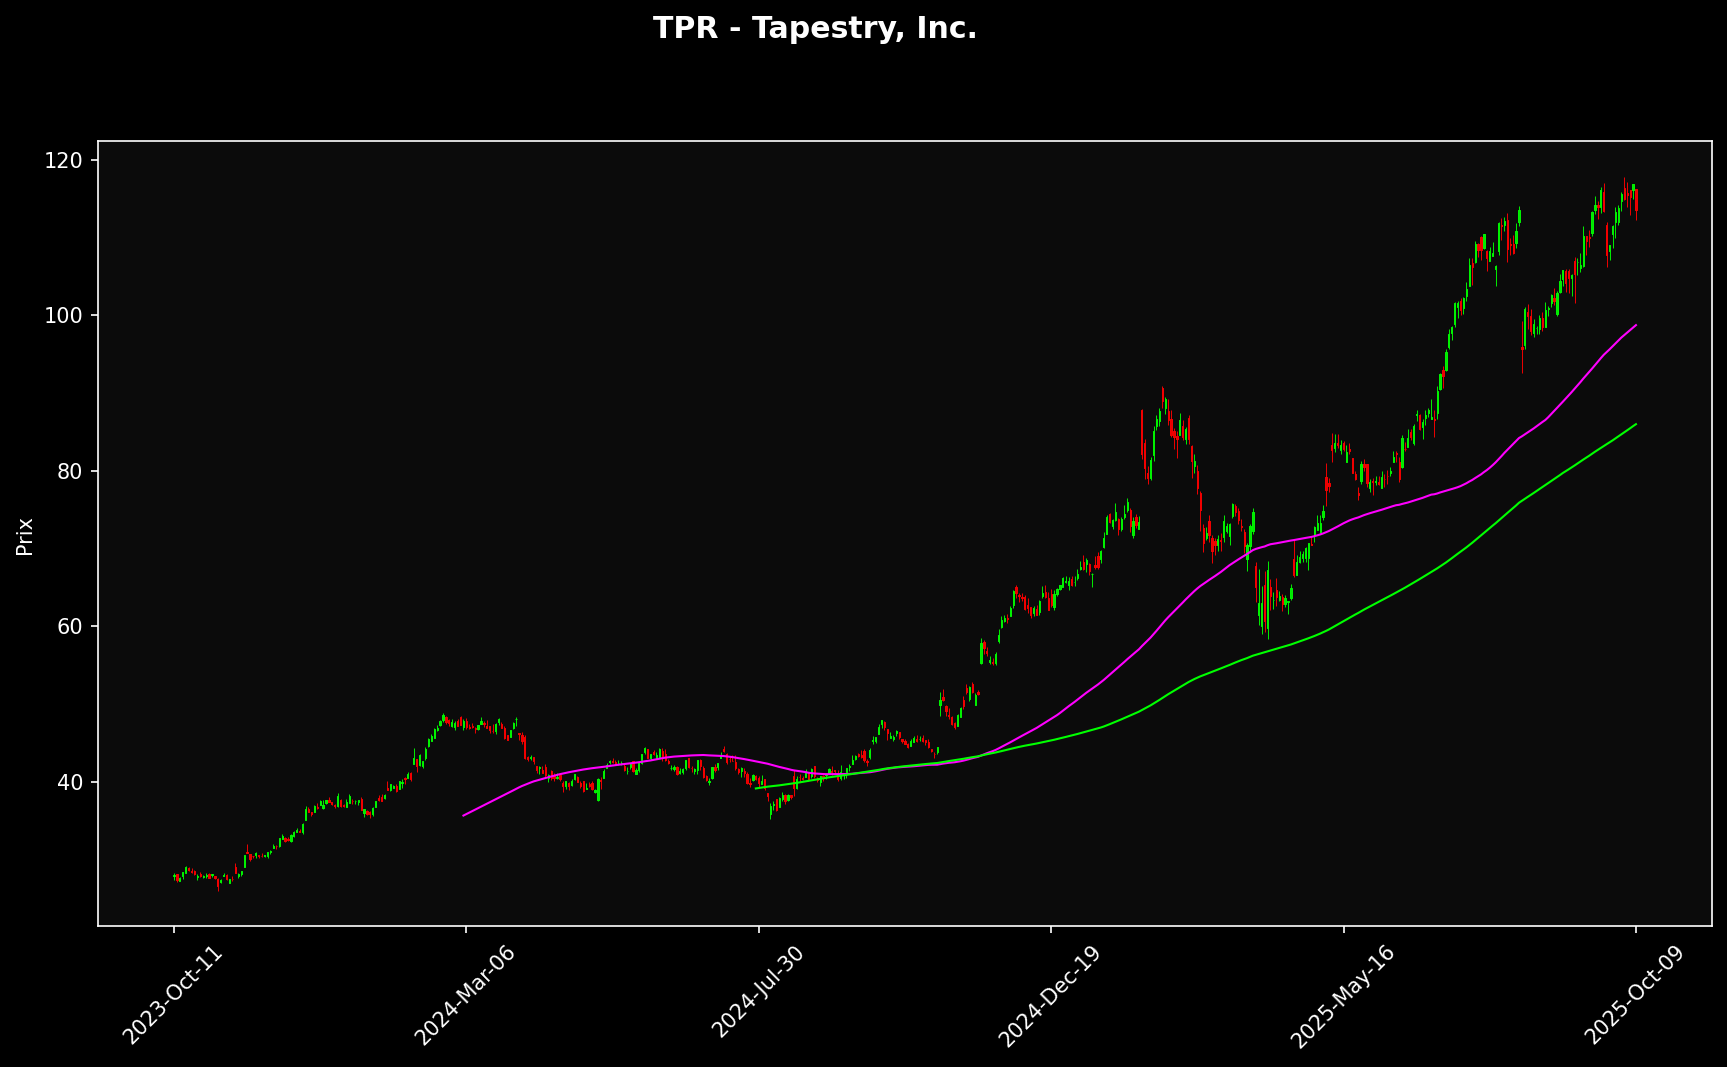 TPR - Tapestry, Inc.
120
100
80
60
40
Prix
2023-Oct-11
2024-Mar-06
2024-Jul-30
2024-Dec-19
2025-May-16
2025-Oct-09